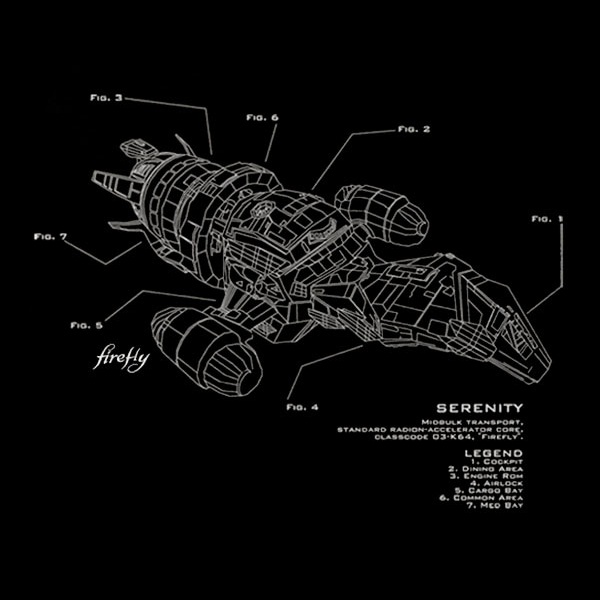 Fig. 3
Fig. 6
Fig. 2
Fig. 1
Fig. 7
Fig. 5
firefly
Fig. 4
SERENITY
Midbulk transport,
standard radion-accelerator core,
classcode 03-K64, "Firefly".
LEGEND
1. Cockpit
2. Dining Area
3. Engine Rom
4. Airlock
5. Cargo Bay
6. Common Area
7. Med Bay